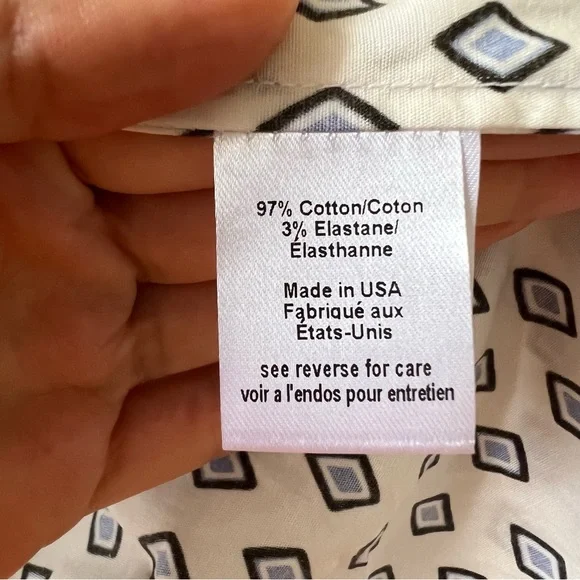 97% Cotton/Coton
3% Elastane/
Élasthanne
Made in USA
Fabriqué aux
États-Unis
see reverse for care
voir a l'endos pour entretien